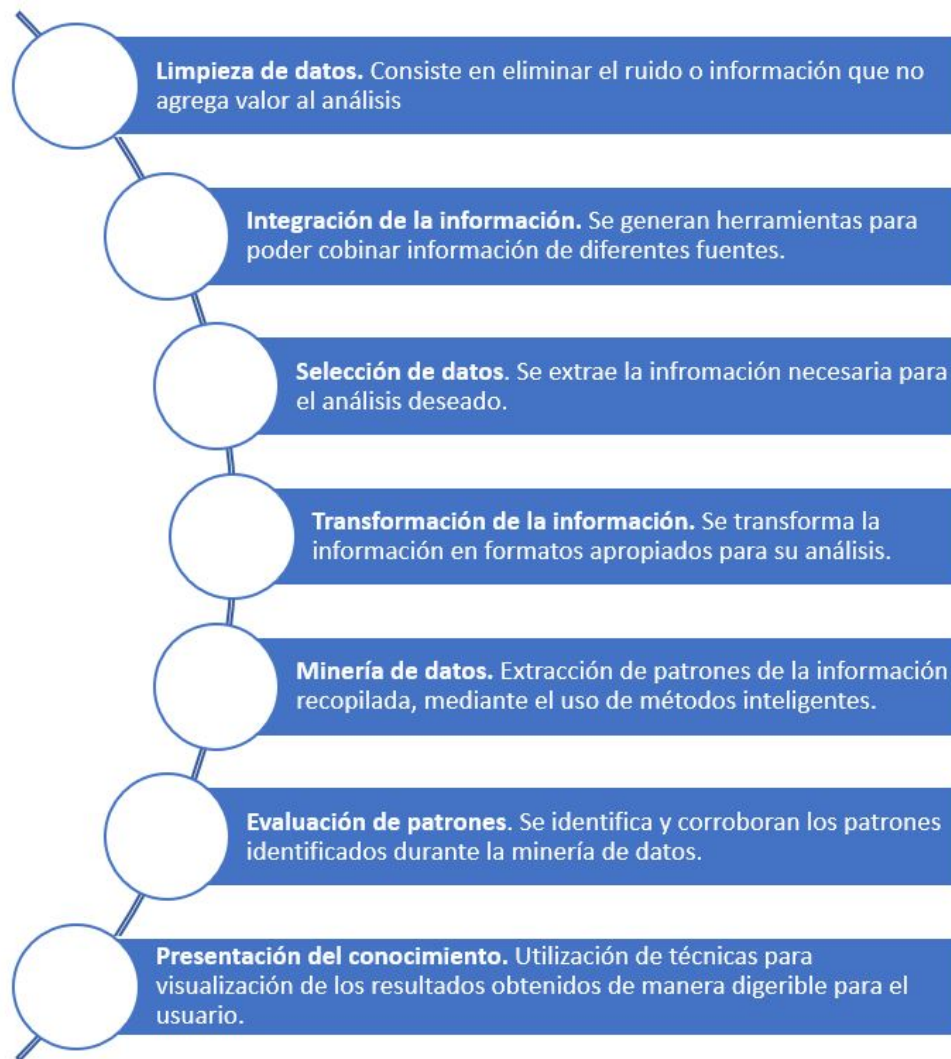 Limpieza de datos. Consiste en eliminar el ruido o información que no
agrega valor al análisis
Integración de la información. Se generan herramientas para
poder cobinar información de diferentes fuentes.
Selección de datos. Se extrae la infromación necesaria para
el análisis deseado.
Transformación de la información. Se transforma la
información en formatos apropiados para su análisis.
Minería de datos. Extracción de patrones de la información
recopilada, mediante el uso de métodos inteligentes.
Evaluación de patrones. Se identifica y corroboran los patrones
identificados durante la minería de datos.
Presentación del conocimiento. Utilización de técnicas para
visualización de los resultados obtenidos de manera digerible para el
usuario.